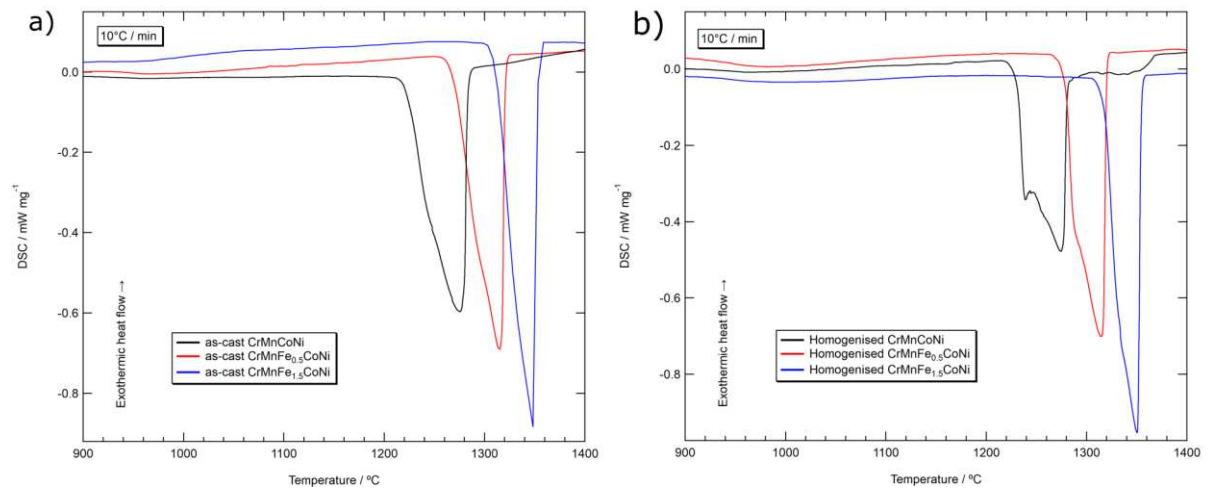 a)
10°C / min
0.0
-0.2
-0.4
-0.6
-0.8
DSC / mW mg⁻¹
Exothermic heat flow →
as-cast CrMnCoNi
as-cast CrMnFe₀.₅CoNi
as-cast CrMnFe₁.₅CoNi
900 1000 1100 1200 1300 1400
Temperature / ºC
b)
10°C / min
0.0
-0.2
-0.4
-0.6
-0.8
DSC / mW mg⁻¹
Exothermic heat flow →
Homogenised CrMnCoNi
Homogenised CrMnFe₀.₅CoNi
Homogenised CrMnFe₁.₅CoNi
900 1000 1100 1200 1300 1400
Temperature / ºC